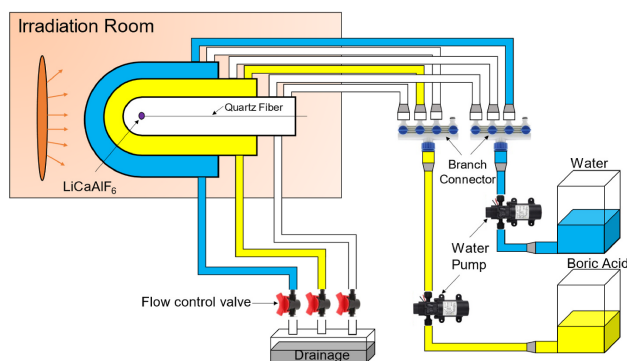 Irradiation Room
Quartz Fiber
LiCaAlF6
Branch
Connector
Water
Water
Pump
Boric Acid
Flow control valve
Drainage